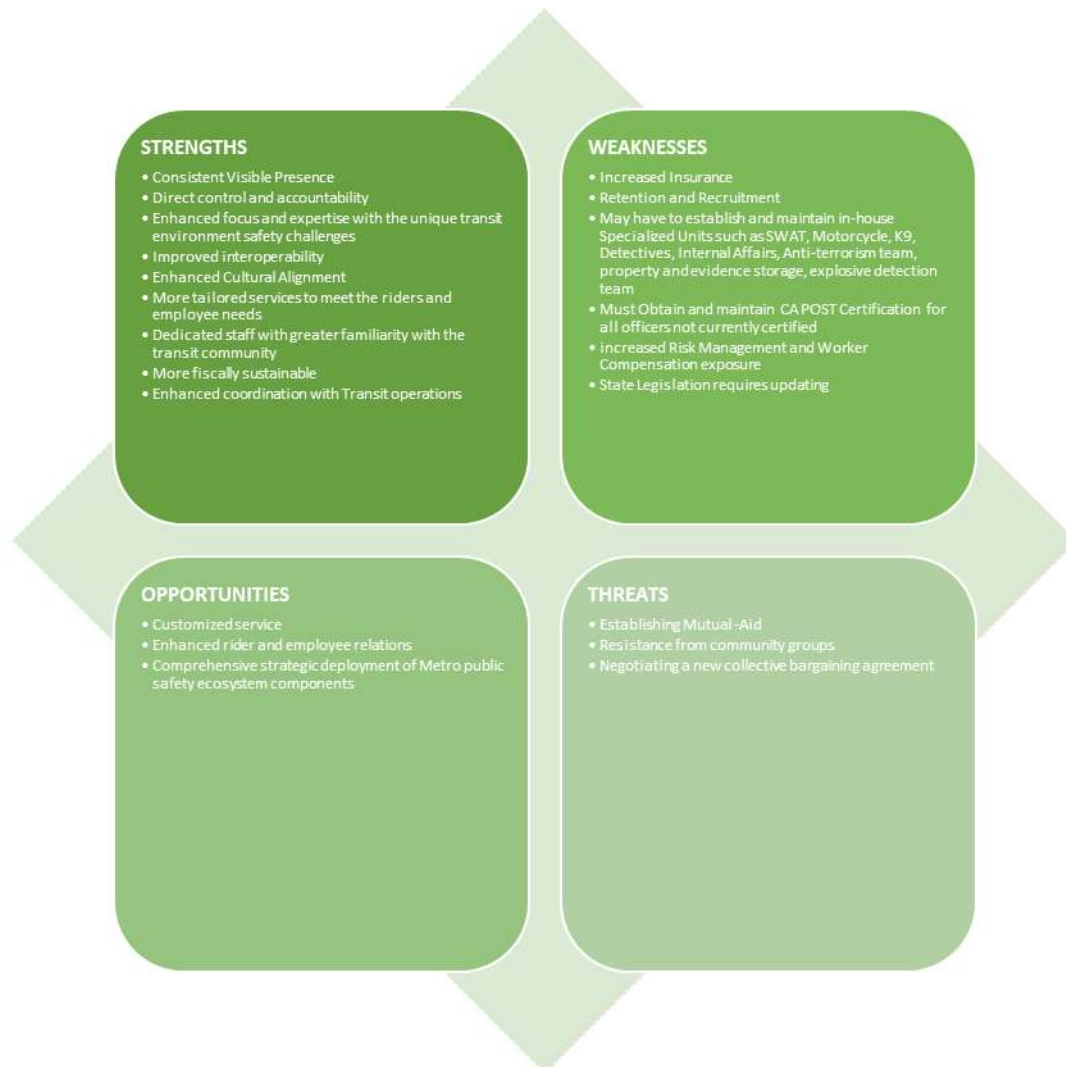 STRENGTHS
• Consistent Visible Presence
• Direct control and accountability
• Enhanced focus and expertise with the unique transit
environment safety challenges
• Improved interoperability
• Enhanced Cultural Alignment
• More tailored services to meet the riders and
employee needs
• Dedicated staff with greater familiarity with the
transit community
• More fiscally sustainable
• Enhanced coordination with Transit operations
WEAKNESSES
• Increased Insurance
• Retention and Recruitment
• May have to establish and maintain in-house
Specialized Units such as SWAT, Motorcycle, K9,
Detectives, Internal Affairs, Anti-terrorism team,
property and evidence storage, explosive detection
team
• Must Obtain and maintain CA POST Certification for
all officers not currently certified
• increased Risk Management and Worker
Compensation exposure
• State Legislation requires updating
OPPORTUNITIES
• Customized service
• Enhanced rider and employee relations
• Comprehensive strategic deployment of Metro public
safety ecosystem components
THREATS
• Establishing Mutual-Aid
• Resistance from community groups
• Negotiating a new collective bargaining agreement